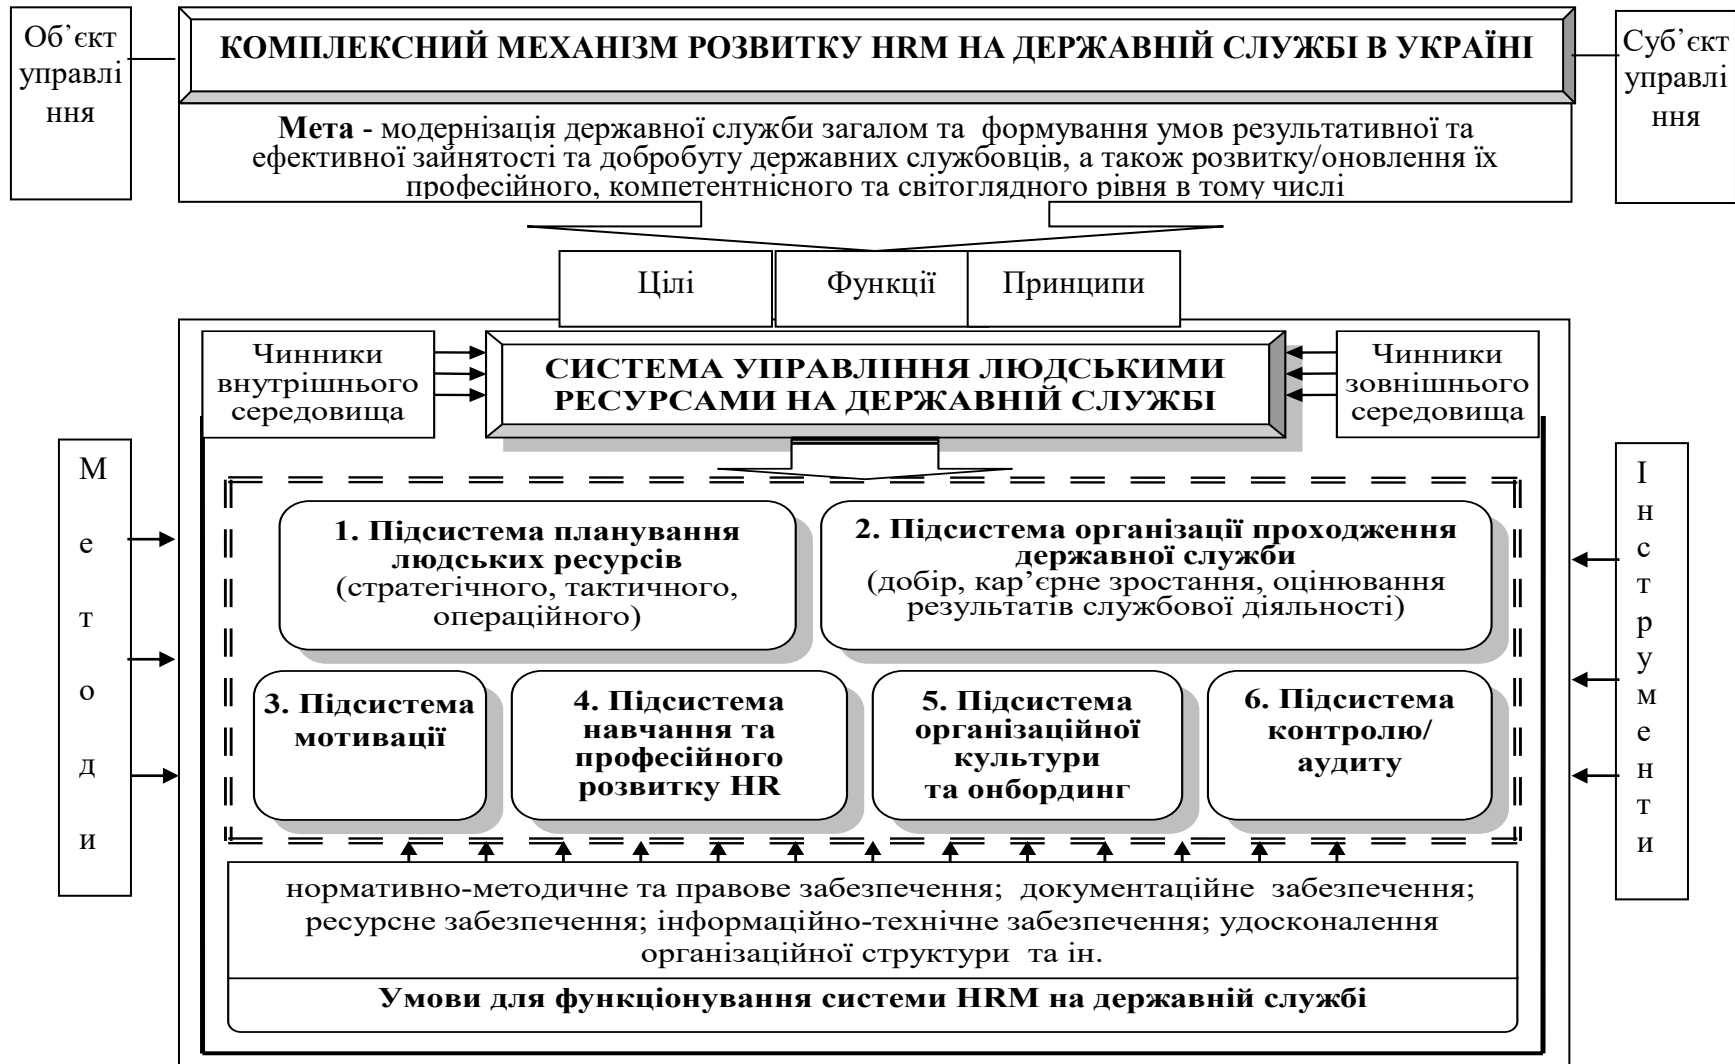 Об’єкт
управлі
ння
КОМПЛЕКСНИЙ МЕХАНІЗМ РОЗВИТКУ HRM НА ДЕРЖАВНІЙ СЛУЖБІ В УКРАЇНІ
Суб’єкт
управлі
ння
Мета - модернізація державної служби загалом та формування умов результативної та
ефективної зайнятості та добробуту державних службовців, а також розвитку/оновлення їх
професійного, компетентнісного та світоглядного рівня в тому числі
Цілі
Функції
Принципи
Чинники
внутрішнього
середовища
СИСТЕМА УПРАВЛІННЯ ЛЮДСЬКИМИ
РЕСУРСАМИ НА ДЕРЖАВНІЙ СЛУЖБІ
Чинники
зовнішнього
середовища
М
е
т
о
д
и
1. Підсистема планування
людських ресурсів
(стратегічного, тактичного,
операційного)
2. Підсистема організації проходження
державної служби
(добір, кар’єрне зростання, оцінювання
результатів службової діяльності)
3. Підсистема
мотивації
4. Підсистема
навчання та
професійного
розвитку HR
5. Підсистема
організаційної
культури
та онбординг
6. Підсистема
контролю/
аудиту
І
н
с
т
р
у
м
е
н
т
и
нормативно-методичне та правове забезпечення; документаційне забезпечення;
ресурсне забезпечення; інформаційно-технічне забезпечення; удосконалення
організаційної структури та ін.
Умови для функціонування системи HRM на державній службі